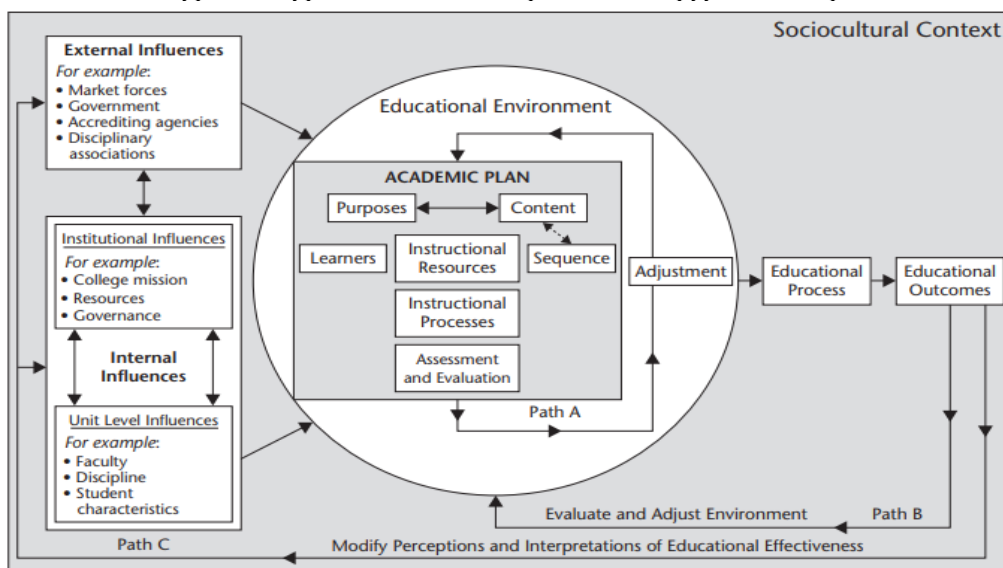 Sociocultural Context
External Influences
For example:
• Market forces
• Government
• Accrediting agencies
• Disciplinary
associations
Institutional Influences
For example:
• College mission
• Resources
• Governance
Internal
Influences
Unit Level Influences
For example:
• Faculty
• Discipline
• Student
characteristics
Educational Environment
ACADEMIC PLAN
Purposes
Content
Learners
Instructional
Resources
Sequence
Instructional
Processes
Assessment
and Evaluation
Path A
Adjustment
Educational
Process
Educational
Outcomes
Evaluate and Adjust Environment
Path B
Path C
Modify Perceptions and Interpretations of Educational Effectiveness